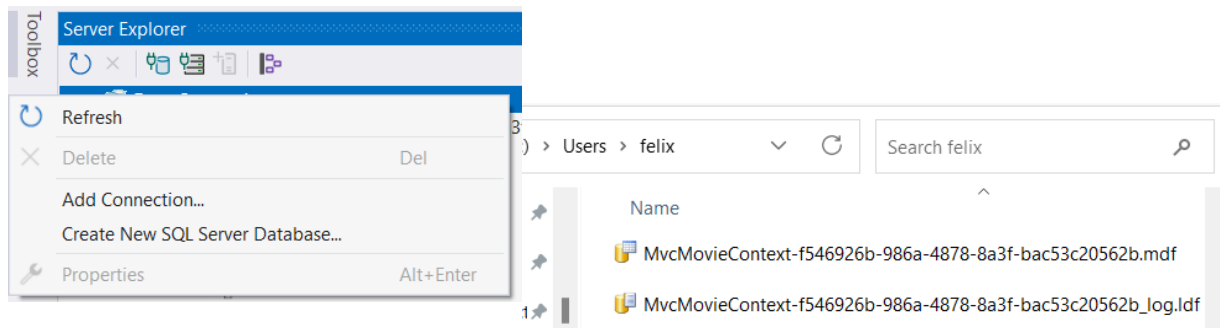 Toolbox
Server Explorer
Refresh
Delete Del
Add Connection...
Create New SQL Server Database...
Properties Alt+Enter
) > Users > felix
Search felix
Name
MvcMovieContext-f546926b-986a-4878-8a3f-bac53c20562b.mdf
MvcMovieContext-f546926b-986a-4878-8a3f-bac53c20562b_log.ldf